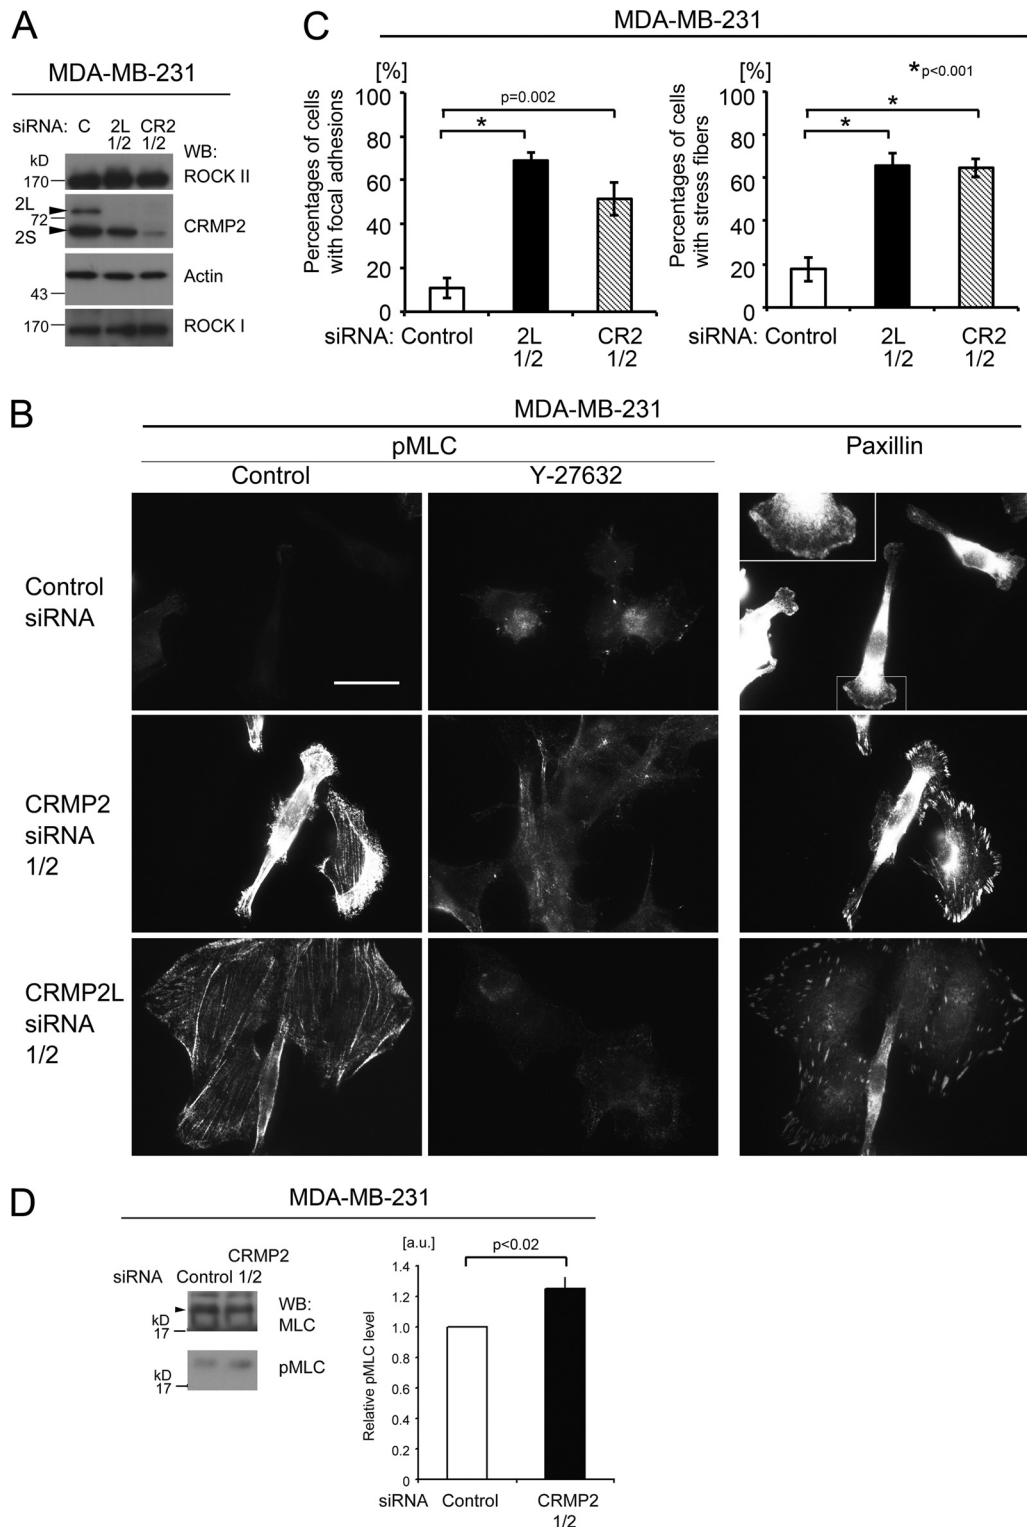 A
MDA-MB-231
siRNA: C 2L CR2
1/2 1/2
kD
WB:
170
ROCK II
2L
72
2S
CRMP2
43
Actin
170
ROCK I
C
MDA-MB-231
[%]
Percentages of cells
with focal adhesions
100
80
60
40
20
0
p=0.002
*
siRNA: Control 2L CR2
1/2 1/2
[%]
Percentages of cells
with stress fibers
100
80
60
40
20
0
*p<0.001
*
*
siRNA: Control 2L CR2
1/2 1/2
B
MDA-MB-231
pMLC
Paxillin
Control
Y-27632
Control
siRNA
CRMP2
siRNA
1/2
CRMP2L
siRNA
1/2
D
MDA-MB-231
CRMP2
siRNA Control 1/2
kD
17
WB:
MLC
kD
17
pMLC
[a.u.]
p<0.02
Relative pMLC level
1.4
1.2
1.0
0.8
0.6
0.4
0.2
0
siRNA Control CRMP2
1/2